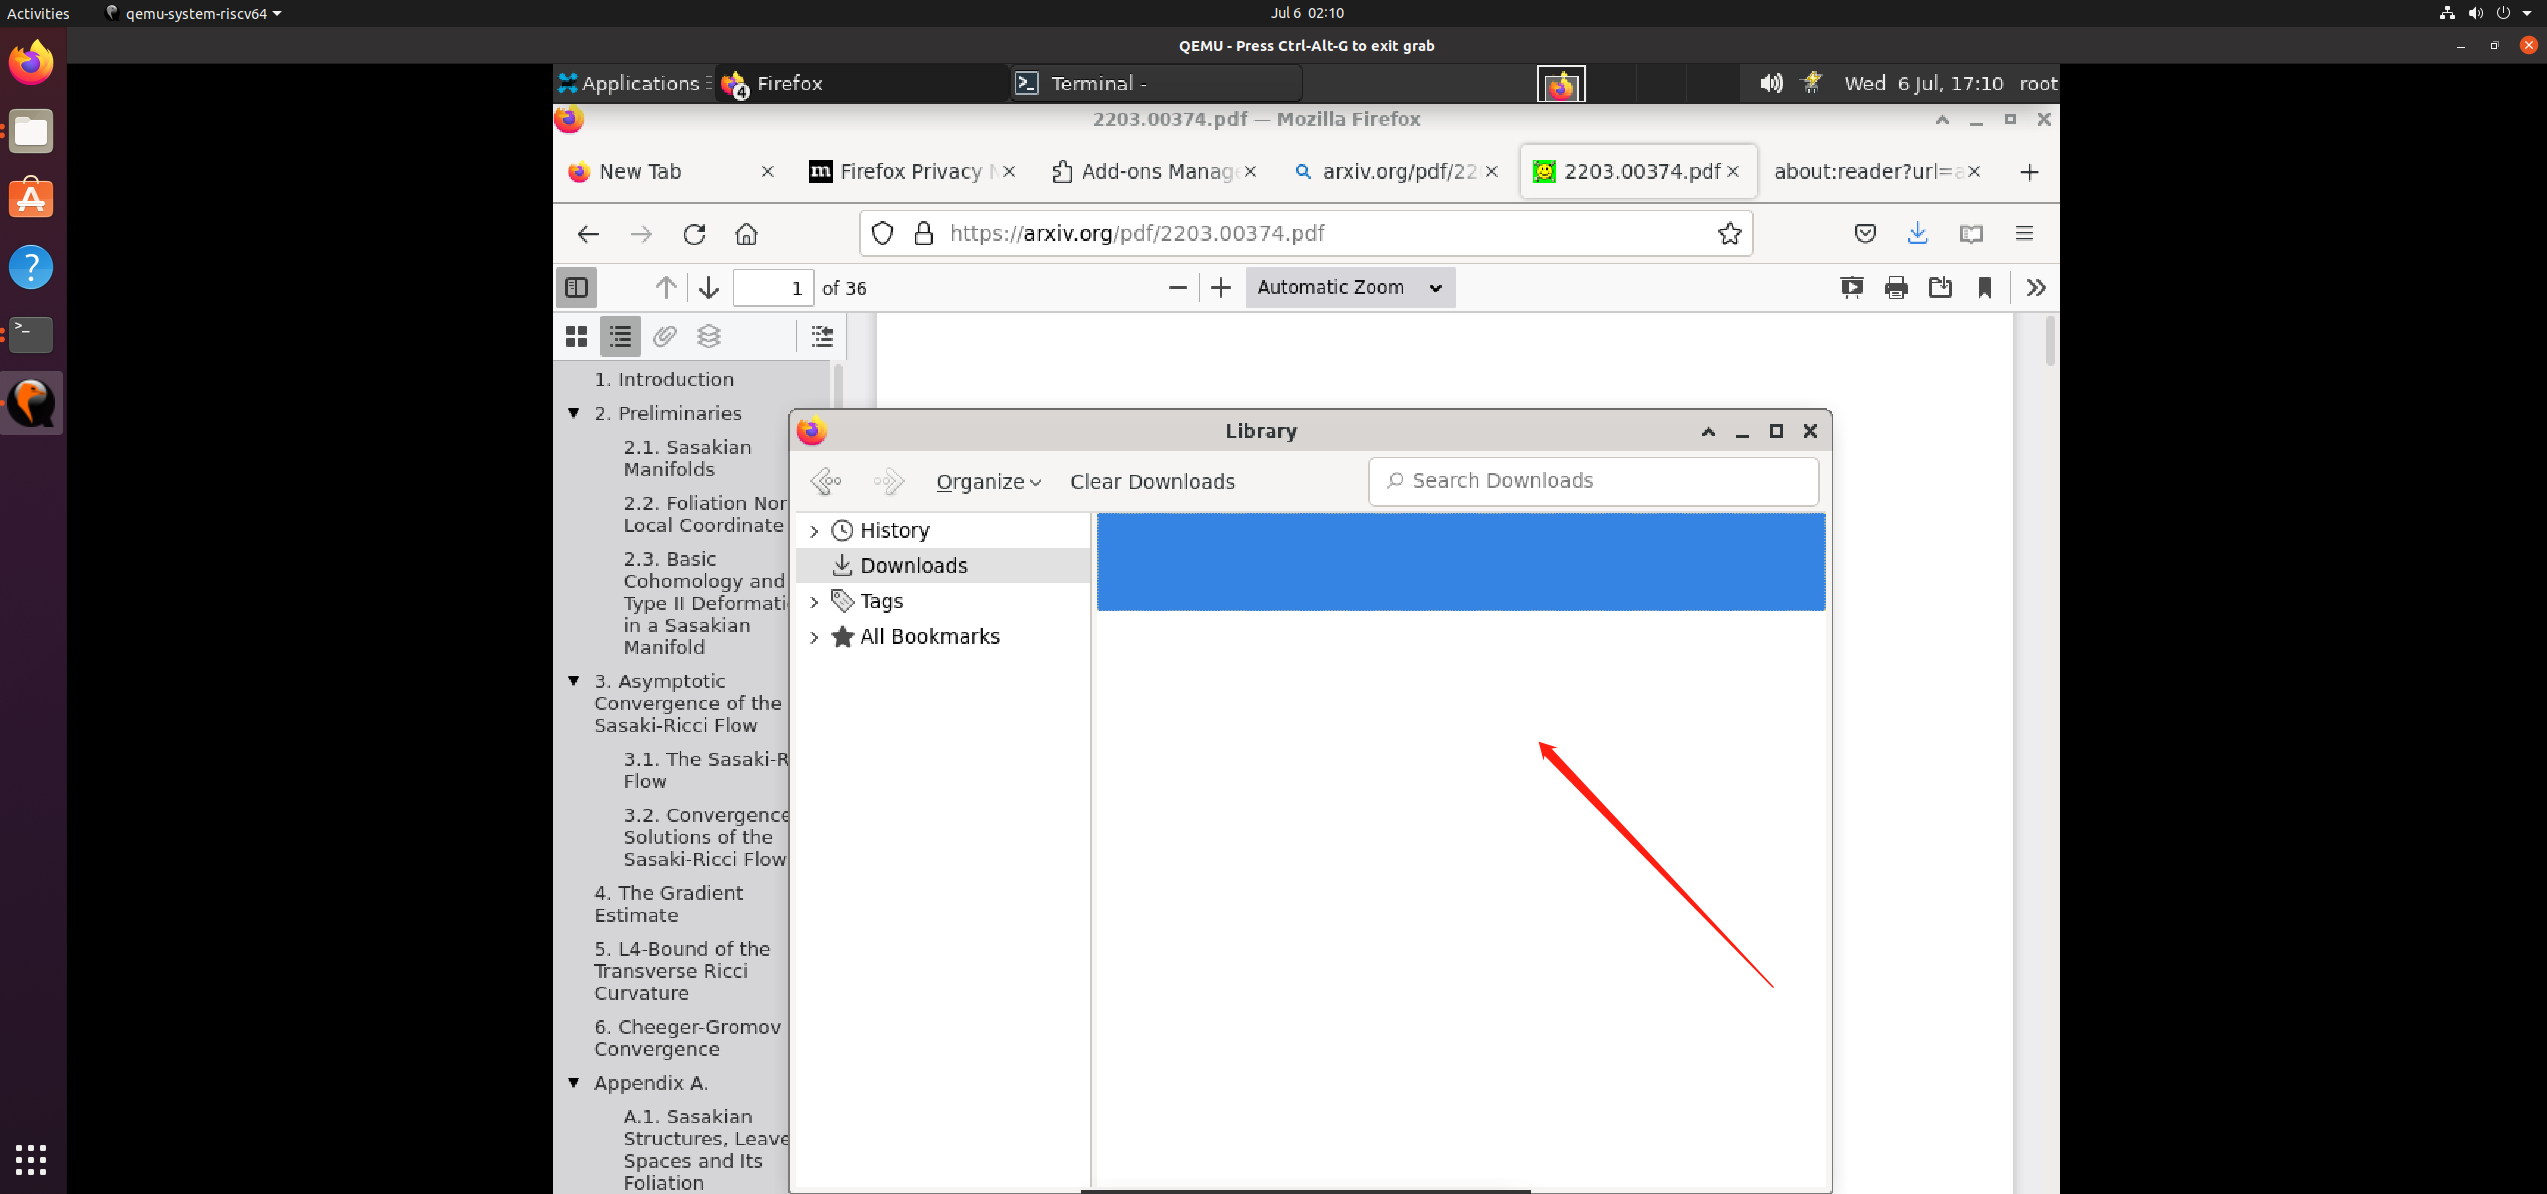 Activities
qemu-system-riscv64
Jul 6 02:10
QEMU - Press Ctrl-Alt-G to exit grab
Applications
4
Firefox
Terminal -
Wed 6 Jul, 17:10
root
2203.00374.pdf — Mozilla Firefox
New Tab
Firefox Privacy N
Add-ons Manage
arxiv.org/pdf/220
2203.00374.pdf
about:reader?url=a
https://arxiv.org/pdf/2203.00374.pdf
1 of 36
Automatic Zoom
1. Introduction
2. Preliminaries
2.1. Sasakian
Manifolds
2.2. Foliation Nor
Local Coordinate
2.3. Basic
Cohomology and
Type II Deformati
in a Sasakian
Manifold
3. Asymptotic
Convergence of the
Sasaki-Ricci Flow
3.1. The Sasaki-R
Flow
3.2. Convergence
Solutions of the
Sasaki-Ricci Flow
4. The Gradient
Estimate
5. L4-Bound of the
Transverse Ricci
Curvature
6. Cheeger-Gromov
Convergence
Appendix A.
A.1. Sasakian
Structures, Leave
Spaces and Its
Foliation
Library
Organize
Clear Downloads
Search Downloads
History
Downloads
Tags
All Bookmarks